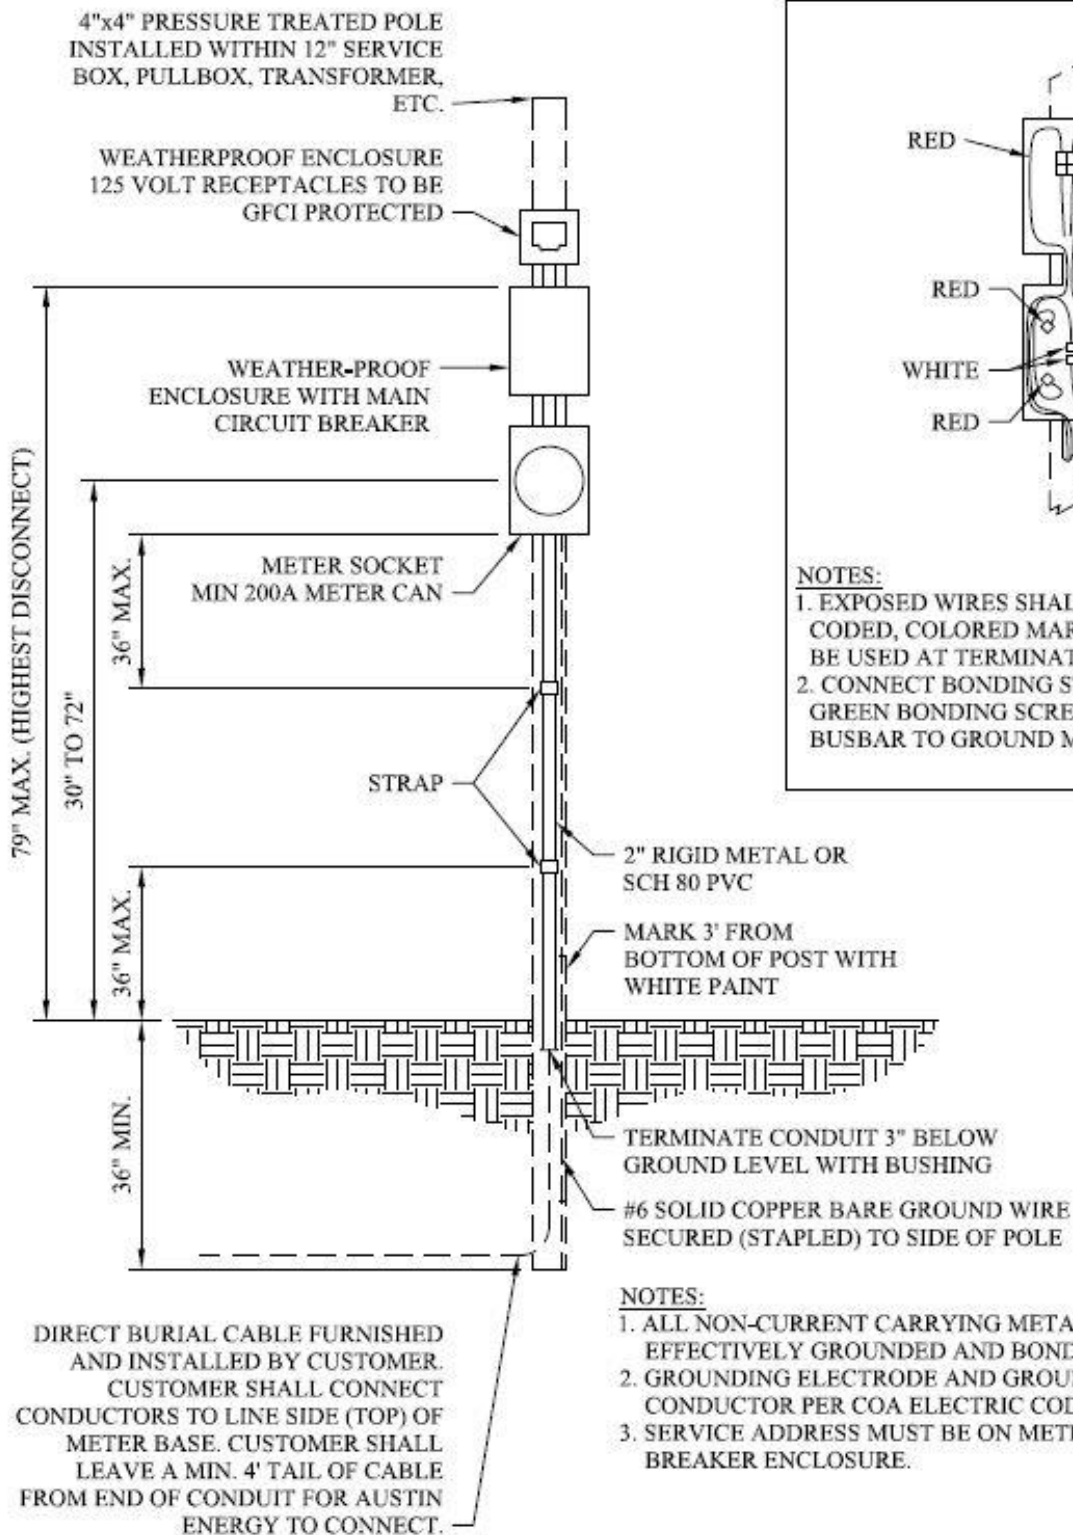 4"x4" PRESSURE TREATED POLE
INSTALLED WITHIN 12" SERVICE
BOX, PULLBOX, TRANSFORMER,
ETC.
WEATHERPROOF ENCLOSURE
125 VOLT RECEPTACLES TO BE
GFCI PROTECTED
WEATHER-PROOF
ENCLOSURE WITH MAIN
CIRCUIT BREAKER
79" MAX. (HIGHEST DISCONNECT)
30" TO 72"
36" MAX.
METER SOCKET
MIN 200A METER CAN
STRAP
36" MAX.
2" RIGID METAL OR
SCH 80 PVC
MARK 3' FROM
BOTTOM OF POST WITH
WHITE PAINT
36" MIN.
TERMINATE CONDUIT 3" BELOW
GROUND LEVEL WITH BUSHING
#6 SOLID COPPER BARE GROUND WIRE
SECURED (STAPLED) TO SIDE OF POLE
DIRECT BURIAL CABLE FURNISHED
AND INSTALLED BY CUSTOMER.
CUSTOMER SHALL CONNECT
CONDUCTORS TO LINE SIDE (TOP) OF
METER BASE. CUSTOMER SHALL
LEAVE A MIN. 4' TAIL OF CABLE
FROM END OF CONDUIT FOR AUSTIN
ENERGY TO CONNECT.
RED
RED
WHITE
RED
NOTES:
1. EXPOSED WIRES SHAL
CODED, COLORED MAR
BE USED AT TERMINAT
2. CONNECT BONDING S
GREEN BONDING SCRE
BUSBAR TO GROUND M
NOTES:
1. ALL NON-CURRENT CARRYING META
EFFECTIVELY GROUNDED AND BOND
2. GROUNDING ELECTRODE AND GROU
CONDUCTOR PER COA ELECTRIC COD
3. SERVICE ADDRESS MUST BE ON MET
BREAKER ENCLOSURE.